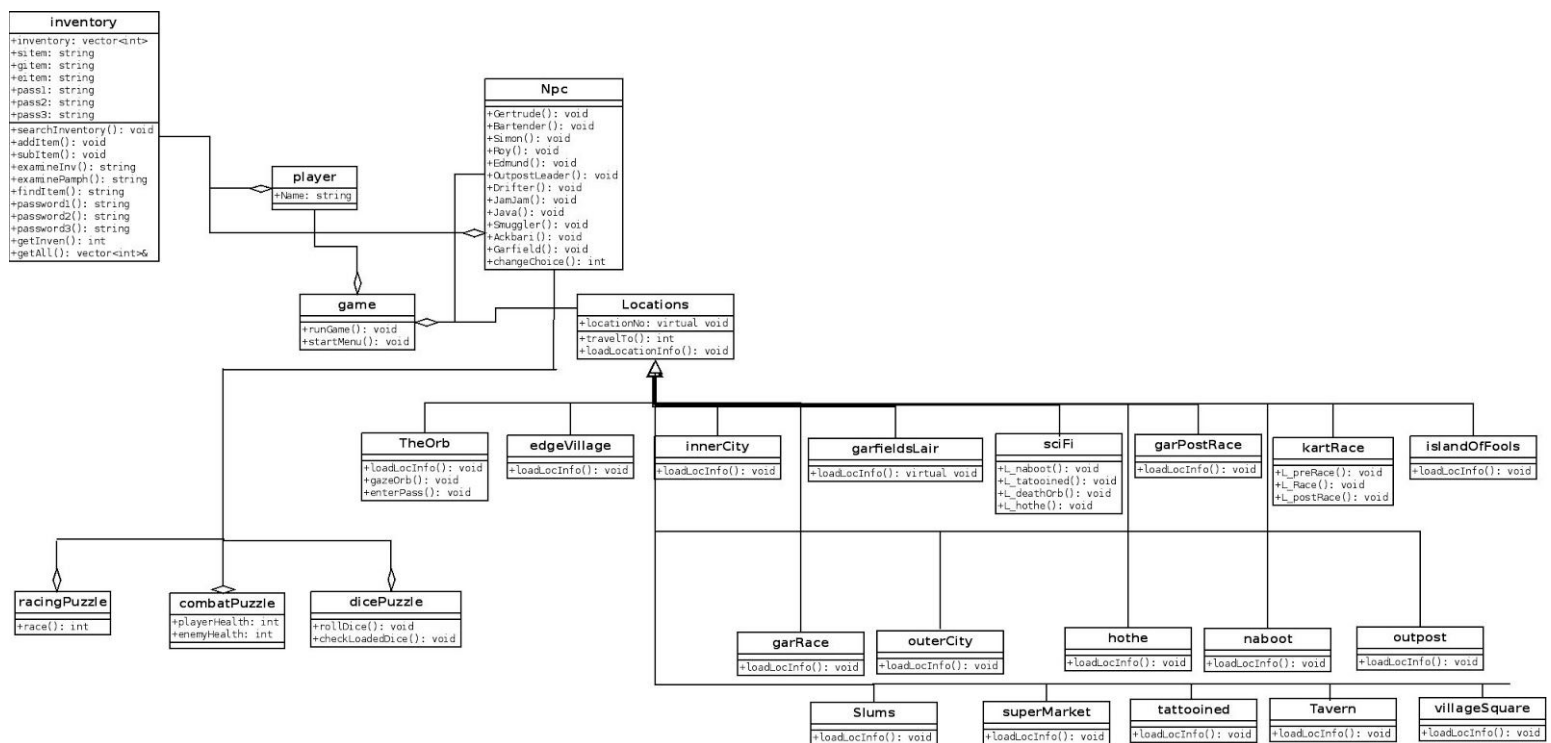 inventory
+inventory: vector<int>
+sitem: string
+gitem: string
+eitem: string
+pass1: string
+pass2: string
+pass3: string
+searchInventory(): void
+addItem(): void
+subItem(): void
+examineInv(): string
+examinePamph(): string
+findItem(): string
+password1(): string
+password2(): string
+password3(): string
+getInven(): int
+getAll(): vector<int>&
player
+Name: string
Npc
+Gertrude(): void
+Bartender(): void
+Simon(): void
+Roy(): void
+Edmund(): void
+OutpostLeader(): void
+Drifter(): void
+JamJam(): void
+Java(): void
+Smuggler(): void
+Ackbari(): void
+Garfield(): void
+changeChoice(): int
game
+runGame(): void
+startMenu(): void
Locations
+locationNo: virtual void
+travelTo(): int
+loadLocationInfo(): void
TheOrb
+loadLocInfo(): void
+gazeOrb(): void
+enterPass(): void
edgeVillage
+loadLocInfo(): void
innerCity
+loadLocInfo(): void
garfieldsLair
+loadLocInfo(): virtual void
sciFi
+L_naboot(): void
+L_tatooined(): void
+L_deathOrb(): void
+L_hothe(): void
garPostRace
+loadLocInfo(): void
kartRace
+L_preRace(): void
+L_Race(): void
+L_postRace(): void
islandOfFools
+loadLocInfo(): void
racingPuzzle
+race(): int
combatPuzzle
+playerHealth: int
+enemyHealth: int
dicePuzzle
+rollDice(): void
+checkLoadedDice(): void
garRace
+loadLocInfo(): void
outerCity
+loadLocInfo(): void
hothe
+loadLocInfo(): void
naboot
+loadLocInfo(): void
outpost
+loadLocInfo(): void
Slums
+loadLocInfo(): void
superMarket
+loadLocInfo(): void
tattooined
+loadLocInfo(): void
Tavern
+loadLocInfo(): void
villageSquare
+loadLocInfo(): void